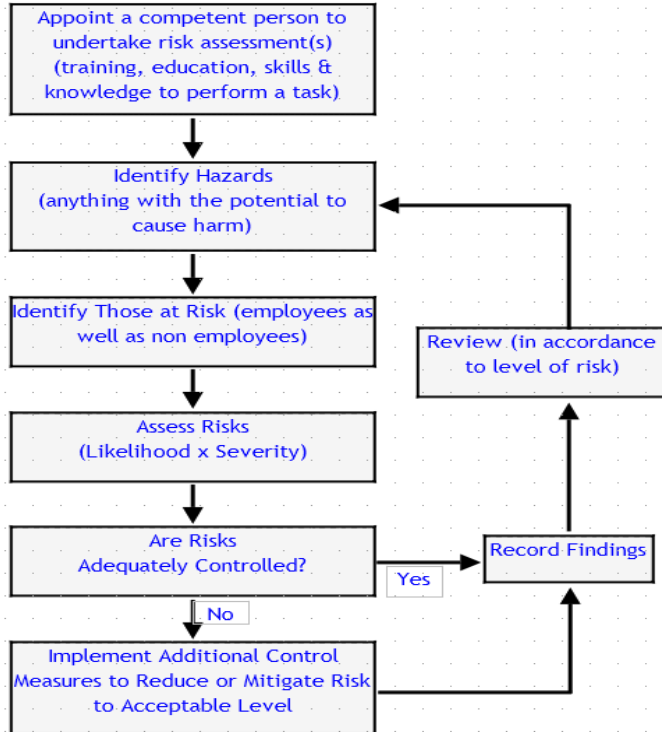 Appoint a competent person to
undertake risk assessment(s)
(training, education, skills &
knowledge to perform a task)
Identify Hazards
(anything with the potential to
cause harm)
Identify Those at Risk (employees as
well as non employees)
Review (in accordance
to level of risk)
Assess Risks
(Likelihood x Severity)
Are Risks
Adequately Controlled?
Yes
Record Findings
No
Implement Additional Control
Measures to Reduce or Mitigate Risk
to Acceptable Level